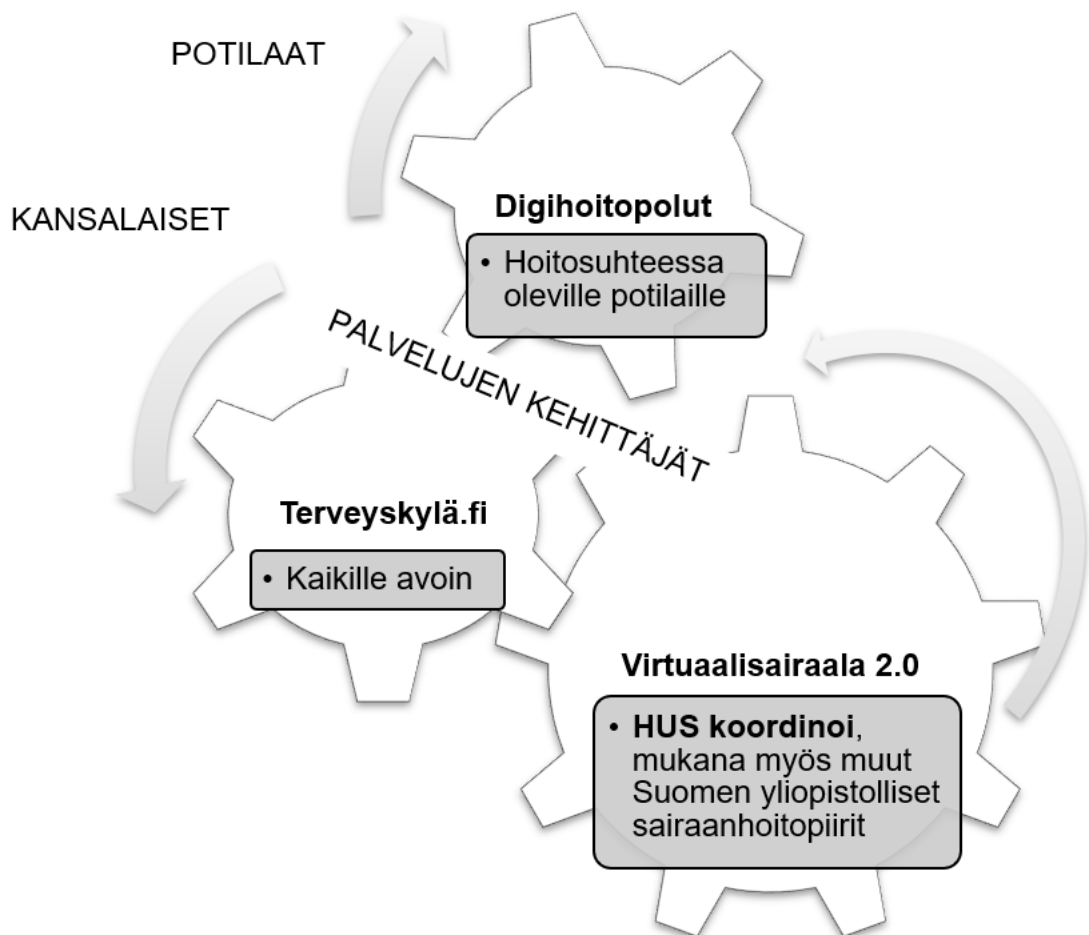 POTILAAT
KANSALAISET
Digihoitopolut
• Hoitosuhteessa
oleville potilaille
PALVELUJEN KEHITTÄJÄT
Terveyskylä.fi
• Kaikille avoin
Virtuaalisairaala 2.0
• HUS koordinoi,
mukana myös muut
Suomen yliopistolliset
sairaanhoitopiirit